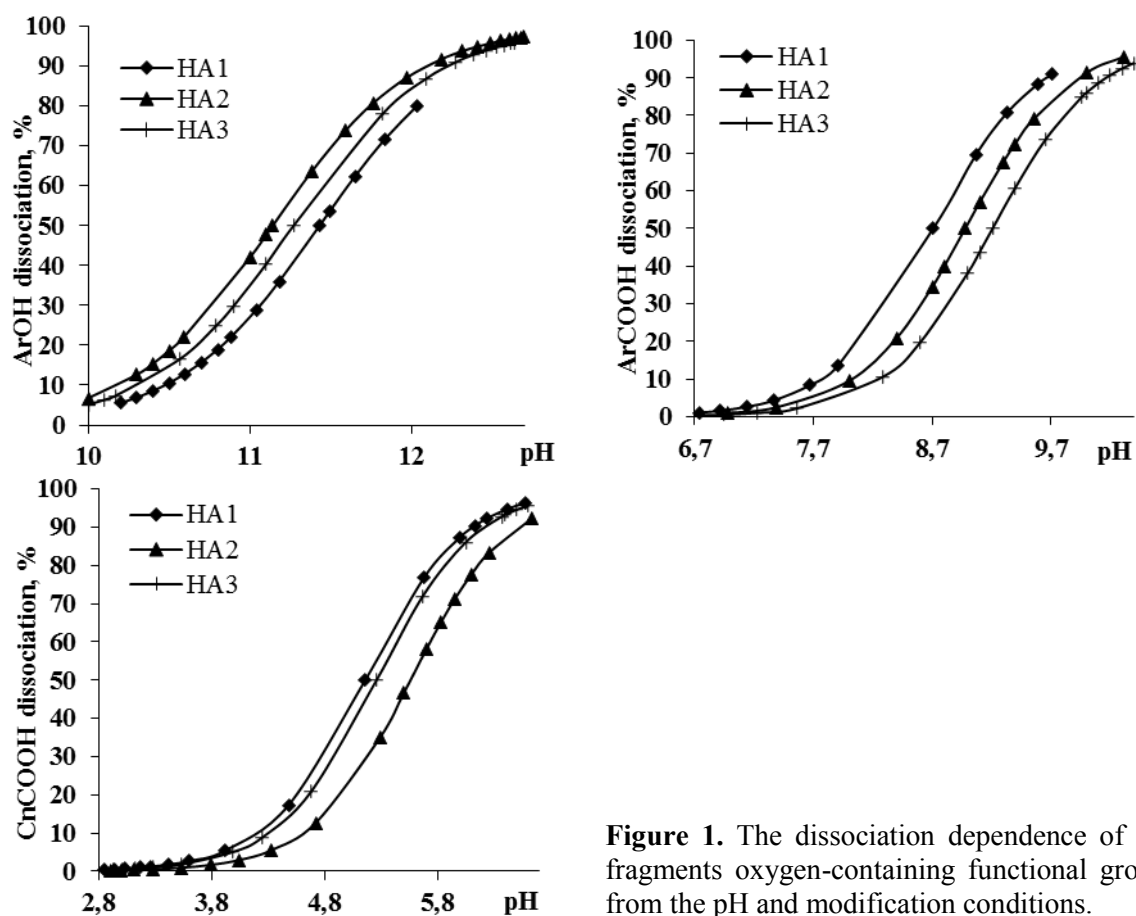 100
90
80
70
60
50
40
30
20
10
0
ArOH dissociation, %
HA1
HA2
HA3
10 11 12 pH
100
90
80
70
60
50
40
30
20
10
0
ArCOOH dissociation, %
HA1
HA2
HA3
6,7 7,7 8,7 9,7 pH
100
90
80
70
60
50
40
30
20
10
0
CnCOOH dissociation, %
HA1
HA2
HA3
2,8 3,8 4,8 5,8 pH
Figure 1. The dissociation dependence of
fragments oxygen-containing functional gro
from the pH and modification conditions.